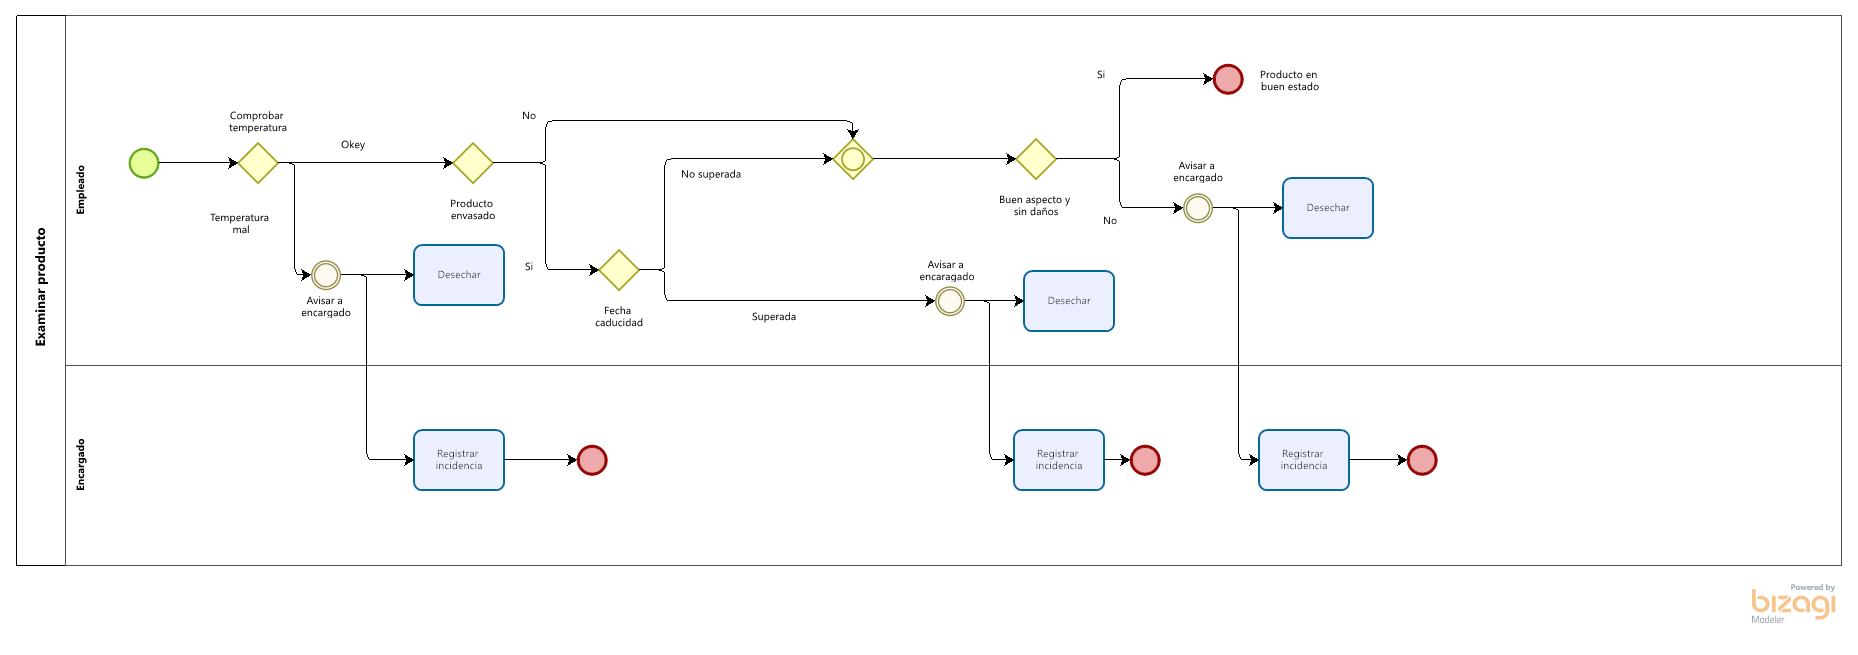 Examinar producto
Empleado
Comprobar
temperatura
Okey
Temperatura
mal
Avisar a
encargado
Desechar
Producto
envasado
No
Si
Fecha
caducidad
No superada
Superada
Avisar a
encaragado
Desechar
Buen aspecto y
sin daños
Si
No
Producto en
buen estado
Avisar a
encargado
Desechar
Encargado
Registrar
incidencia
Registrar
incidencia
Registrar
incidencia
Powered by
bizagi
Modeler